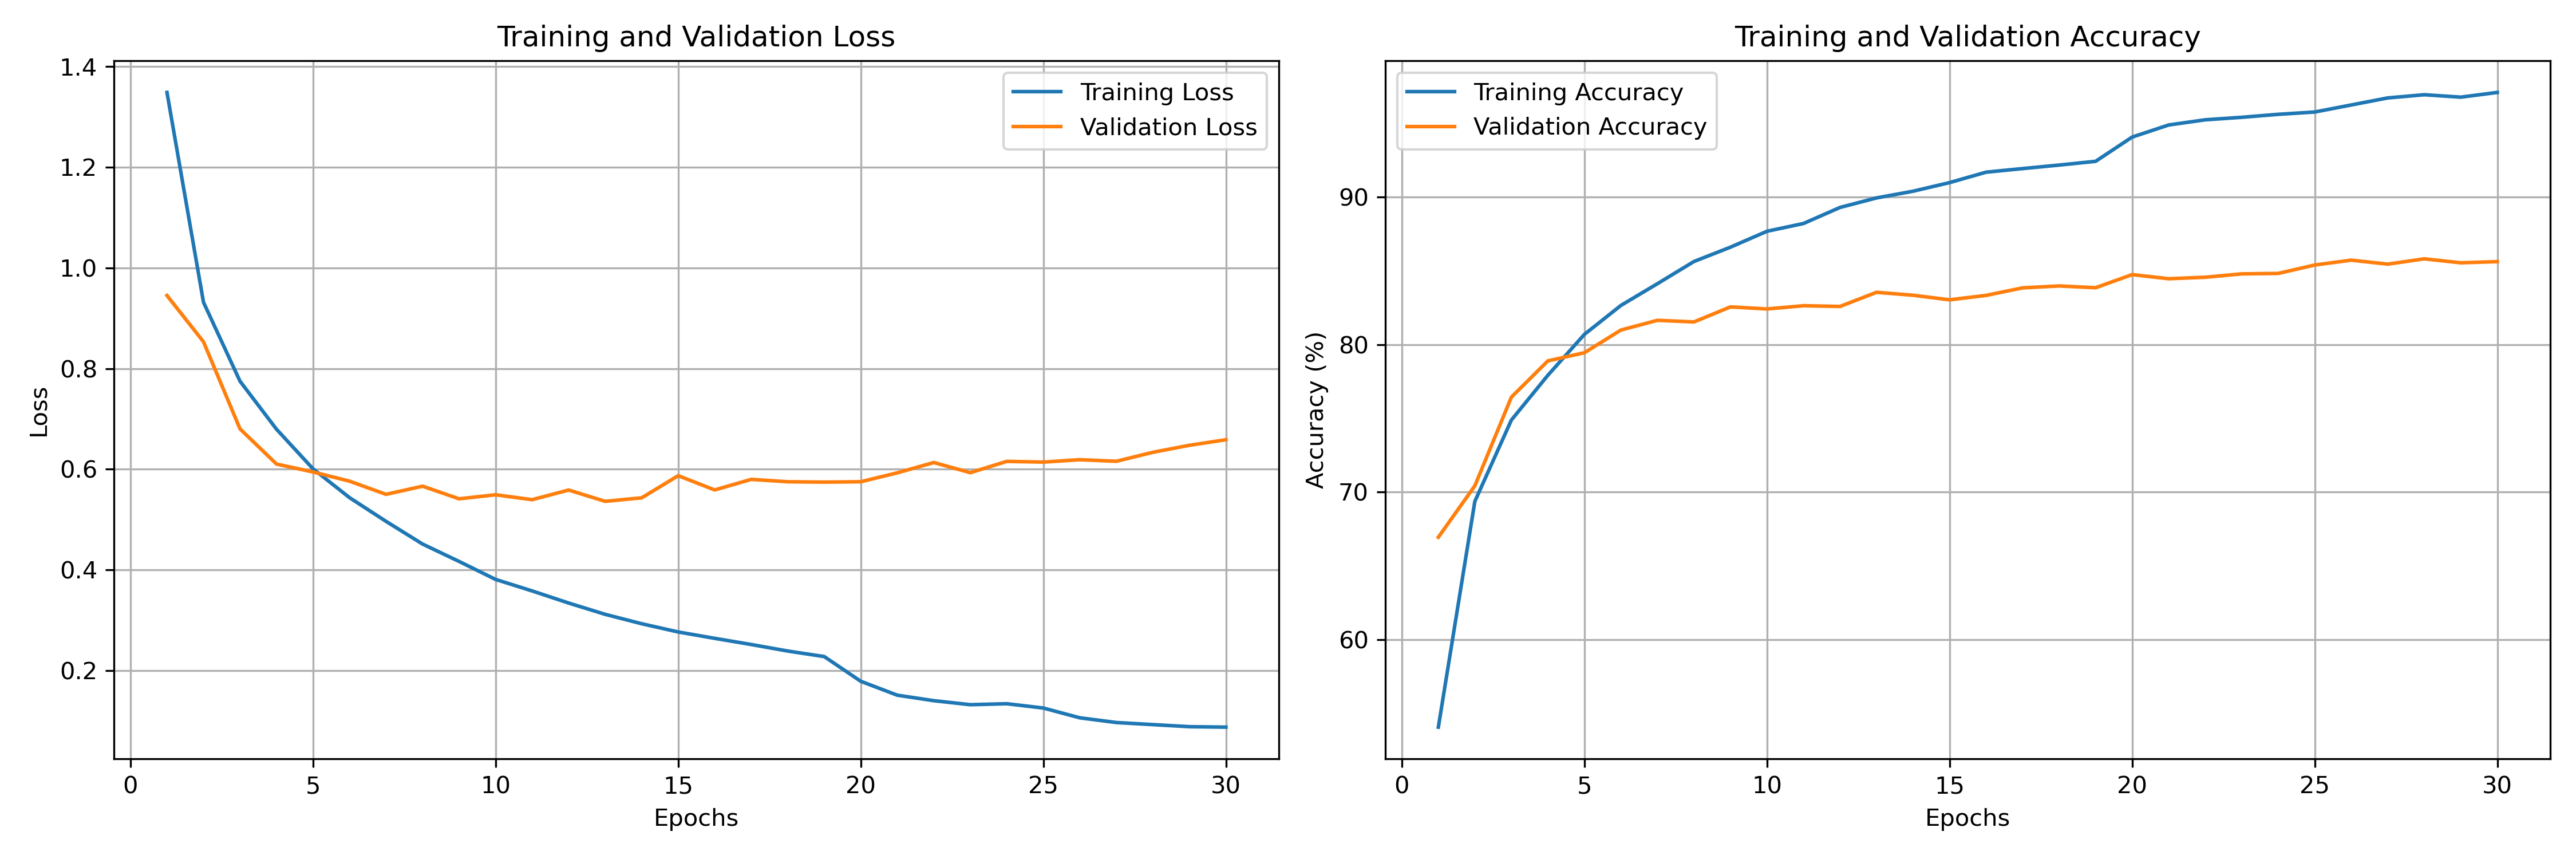 Training and Validation Loss
Training Loss
Validation Loss
1.4
1.2
1.0
0.8
0.6
0.4
0.2
Loss
0 5 10 15 20 25 30
Epochs
Training and Validation Accuracy
Training Accuracy
Validation Accuracy
90
80
70
60
Accuracy (%)
0 5 10 15 20 25 30
Epochs